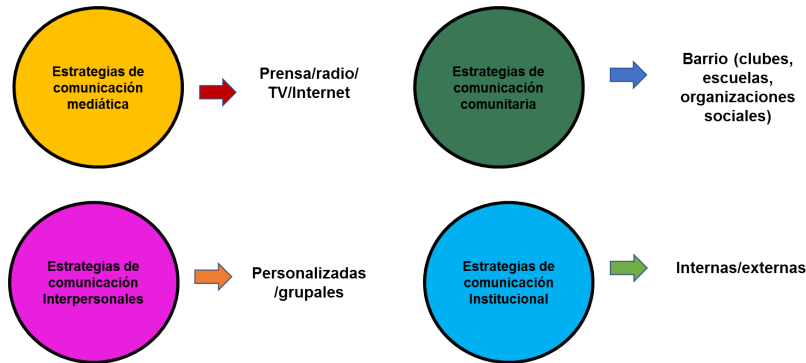 Estrategias de
comunicación
mediática
Prensa/radio/
TV/Internet
Estrategias de
comunicación
comunitaria
Barrio (clubes,
escuelas,
organizaciones
sociales)
Estrategias de
comunicación
Interpersonales
Personalizadas
/grupales
Estrategias de
comunicación
Institucional
Internas/externas